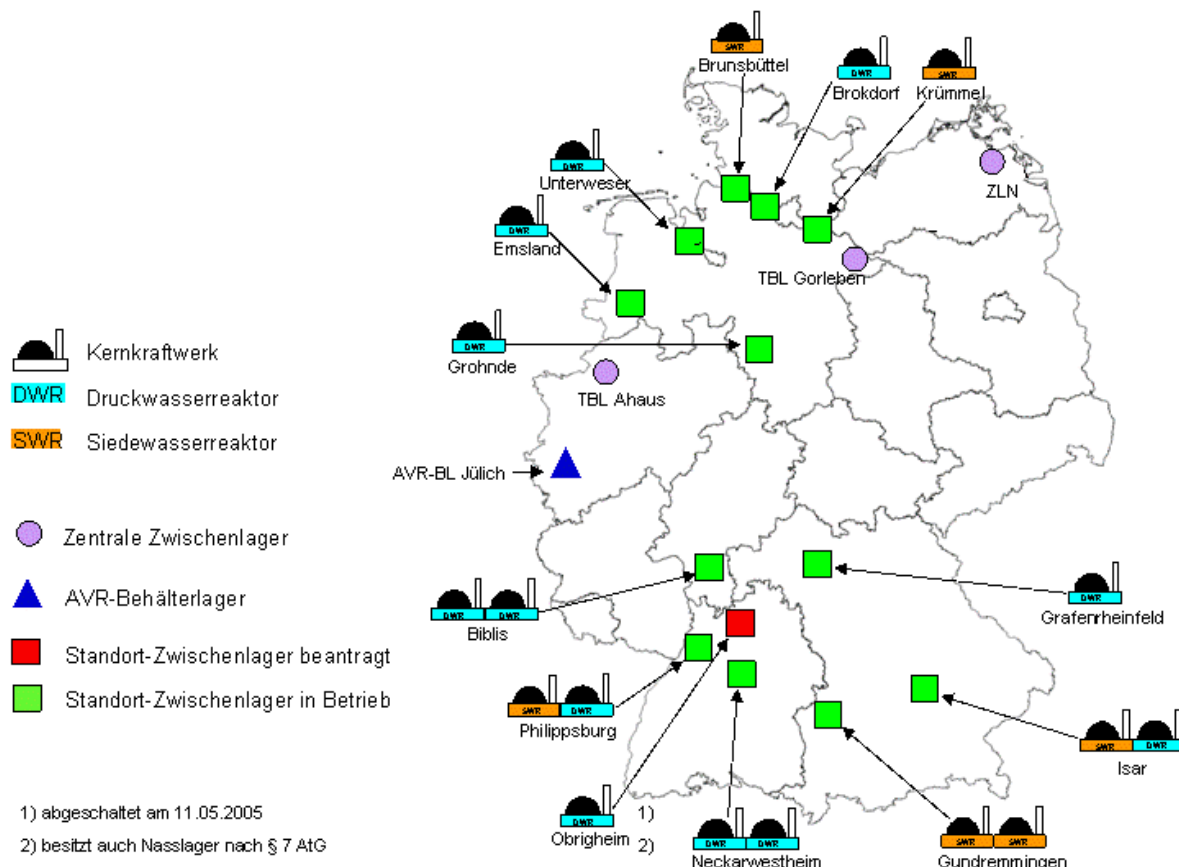 SWR
Brunsbüttel
DWR
Brokdorf
SWR
Krümmel
DWR
Unterweser
ZLN
DWR
Emsland
TBL Gorleben
DWR
Grohnde
TBL Ahaus
Kernkraftwerk
DWR Druckwasserreaktor
SWR Siedewasserreaktor
AVR-BL Jülich
Zentrale Zwischenlager
AVR-Behälterlager
DWR DWR
Biblis
DWR
Grafenrheinfeld
Standort-Zwischenlager beantragt
Standort-Zwischenlager in Betrieb
SWR DWR
Philippsburg
SWR DWR
Isar
1) abgeschaltet am 11.05.2005
2) besitzt auch Nasslager nach § 7 AtG
DWR
Obrigheim
1)
2)
DWR DWR
Neckarwestheim
SWR SWR
Gundremmingen